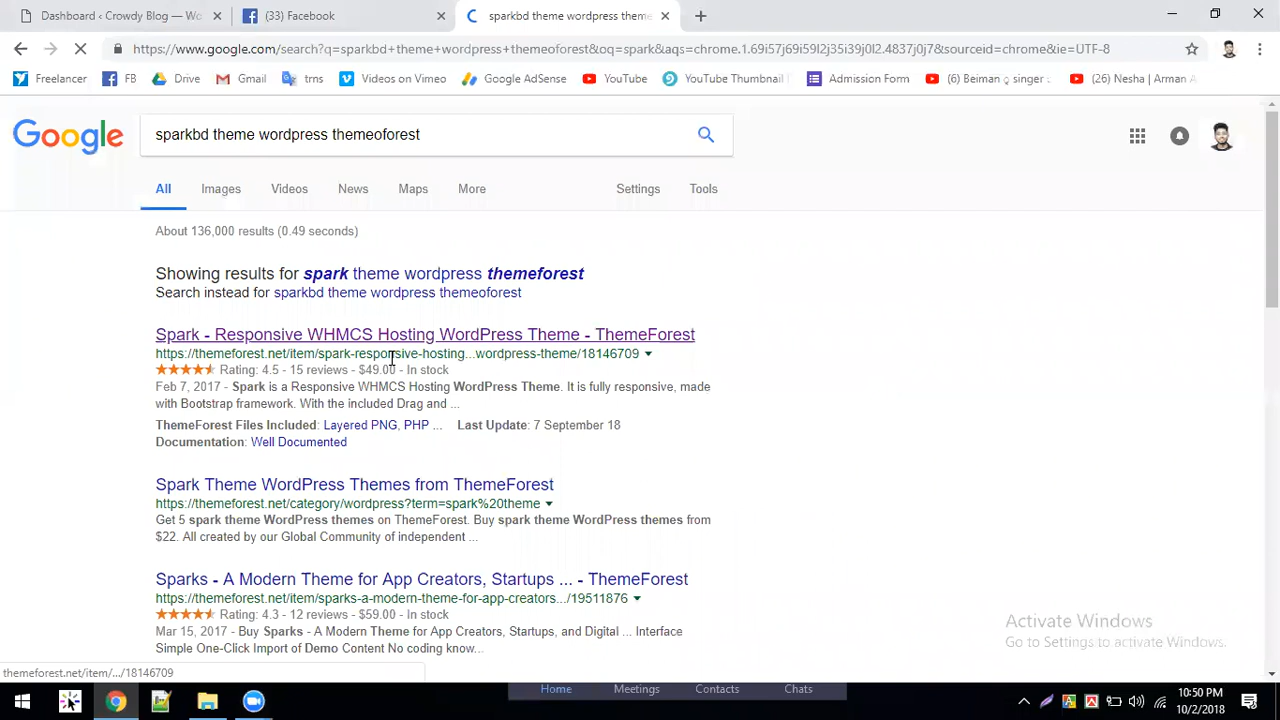 Dashboard ‹ Crowdy Blog — Wo
(33) Facebook
sparkbd theme wordpress themeof
https://www.google.com/search?q=sparkbd+theme+wordpress+themeoforest&oq=spark&aqs=chrome.1.69i57j69i59l2j35i39j0l2.4837j0j7&sourceid=chrome&ie=UTF-8
Freelancer FB Drive Gmail trns Videos on Vimeo Google AdSense YouTube YouTube Thumbnail Admission Form (6) Beiman a singer (26) Nesha | Arman A
Google
sparkbd theme wordpress themeoforest
All Images Videos News Maps More Settings Tools
About 136,000 results (0.49 seconds)
Showing results for spark theme wordpress themeforest
Search instead for sparkbd theme wordpress themeoforest
Spark - Responsive WHMCS Hosting WordPress Theme - ThemeForest
https://themeforest.net/item/spark-responsive-hosting...wordpress-theme/18146709
Rating: 4.5 - 15 reviews - $49.00 - In stock
Feb 7, 2017 - Spark is a Responsive WHMCS Hosting WordPress Theme. It is fully responsive, made
with Bootstrap framework. With the included Drag and ...
ThemeForest Files Included: Layered PNG, PHP ... Last Update: 7 September 18
Documentation: Well Documented
Spark Theme WordPress Themes from ThemeForest
https://themeforest.net/category/wordpress?term=spark%20theme
Get 5 spark theme WordPress themes on ThemeForest. Buy spark theme WordPress themes from
$22. All created by our Global Community of independent ...
Sparks - A Modern Theme for App Creators, Startups ... - ThemeForest
https://themeforest.net/item/sparks-a-modern-theme-for-app-creators.../19511876
Rating: 4.3 - 12 reviews - $59.00 - In stock
Mar 15, 2017 - Buy Sparks - A Modern Theme for App Creators, Startups, and Digital ... Interface
Simple One-Click Import of Demo Content No coding know...
Activate Windows
Go to Settings to activate Windows.
themeforest.net/item/.../18146709
Home Meetings Contacts Chats
10:50 PM
10/2/2018